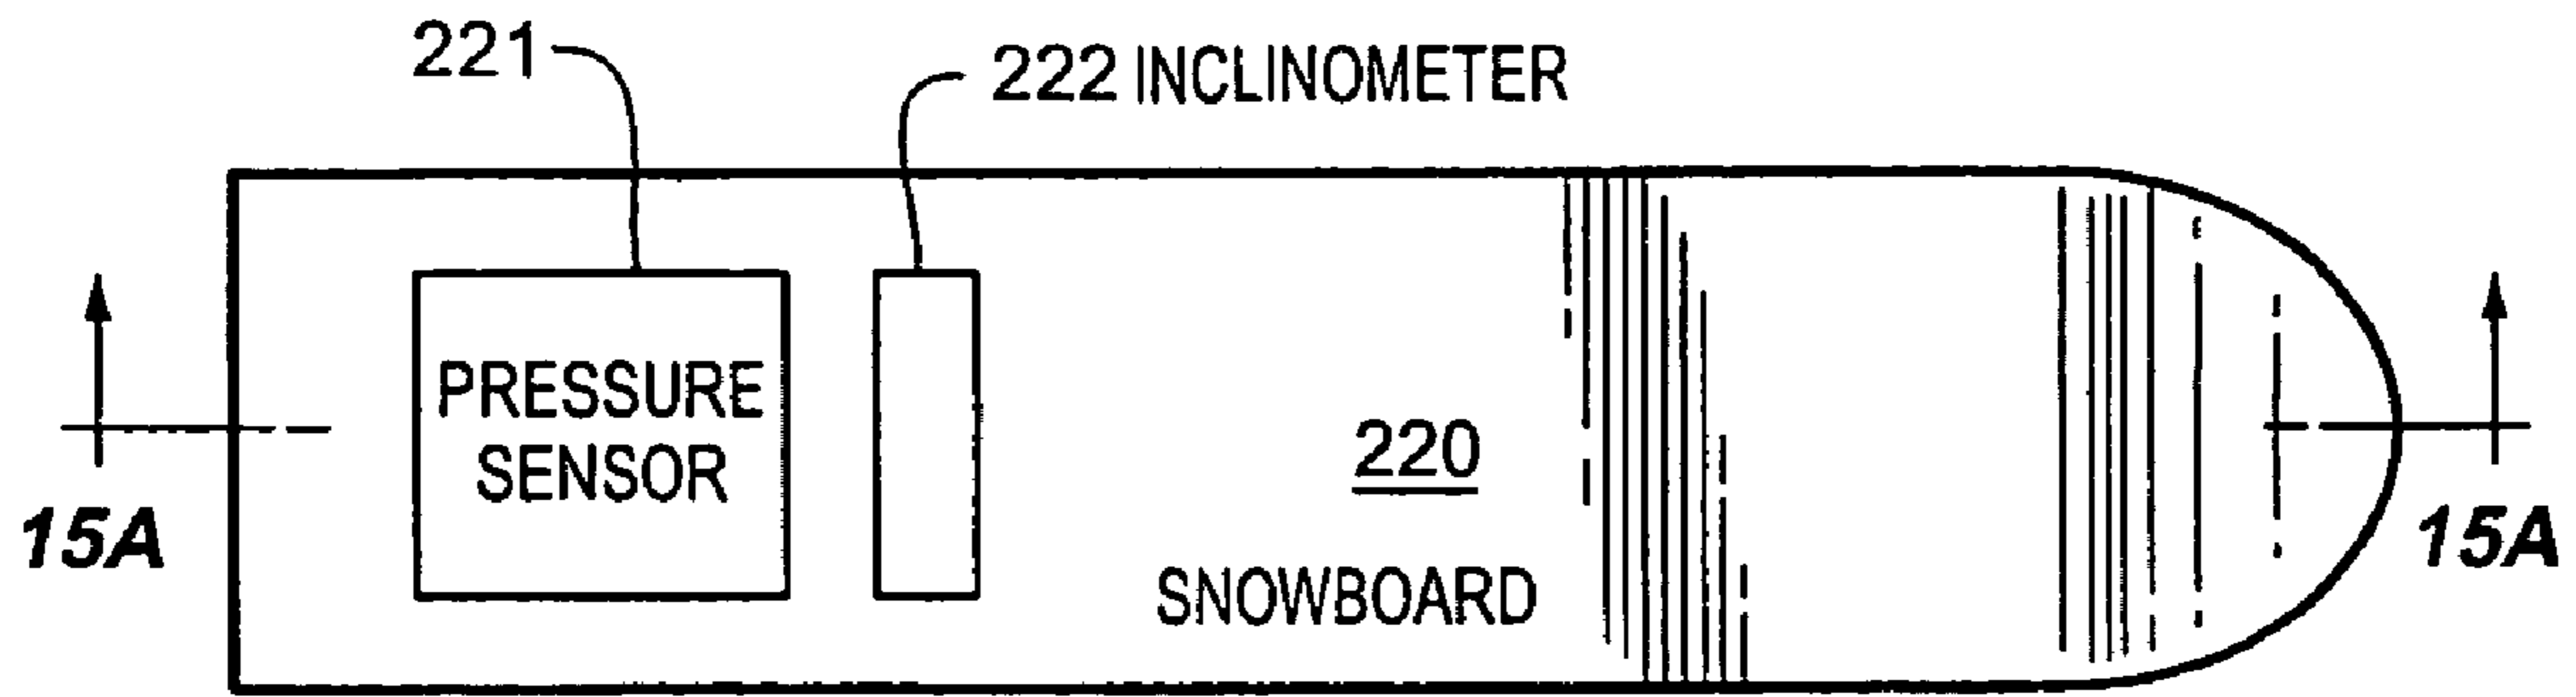 221
222 INCLINOMETER
PRESSURE
SENSOR
220
SNOWBOARD
15A
15A